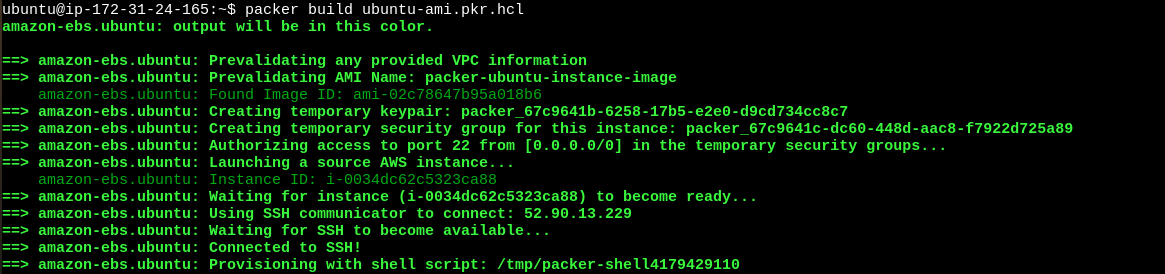 ubuntu@ip-172-31-24-165:~$ packer build ubuntu-ami.pkr.hcl
amazon-ebs.ubuntu: output will be in this color.

==> amazon-ebs.ubuntu: Prevalidating any provided VPC information
==> amazon-ebs.ubuntu: Prevalidating AMI Name: packer-ubuntu-instance-image
    amazon-ebs.ubuntu: Found Image ID: ami-02c78647b95a018b6
==> amazon-ebs.ubuntu: Creating temporary keypair: packer_67c9641b-6258-17b5-e2e0-d9cd734cc8c7
==> amazon-ebs.ubuntu: Creating temporary security group for this instance: packer_67c9641c-dc60-448d-aac8-f7922d725a89
==> amazon-ebs.ubuntu: Authorizing access to port 22 from [0.0.0.0/0] in the temporary security groups...
==> amazon-ebs.ubuntu: Launching a source AWS instance...
    amazon-ebs.ubuntu: Instance ID: i-0034dc62c5323ca88
==> amazon-ebs.ubuntu: Waiting for instance (i-0034dc62c5323ca88) to become ready...
==> amazon-ebs.ubuntu: Using SSH communicator to connect: 52.90.13.229
==> amazon-ebs.ubuntu: Waiting for SSH to become available...
==> amazon-ebs.ubuntu: Connected to SSH!
==> amazon-ebs.ubuntu: Provisioning with shell script: /tmp/packer-shell4179429110